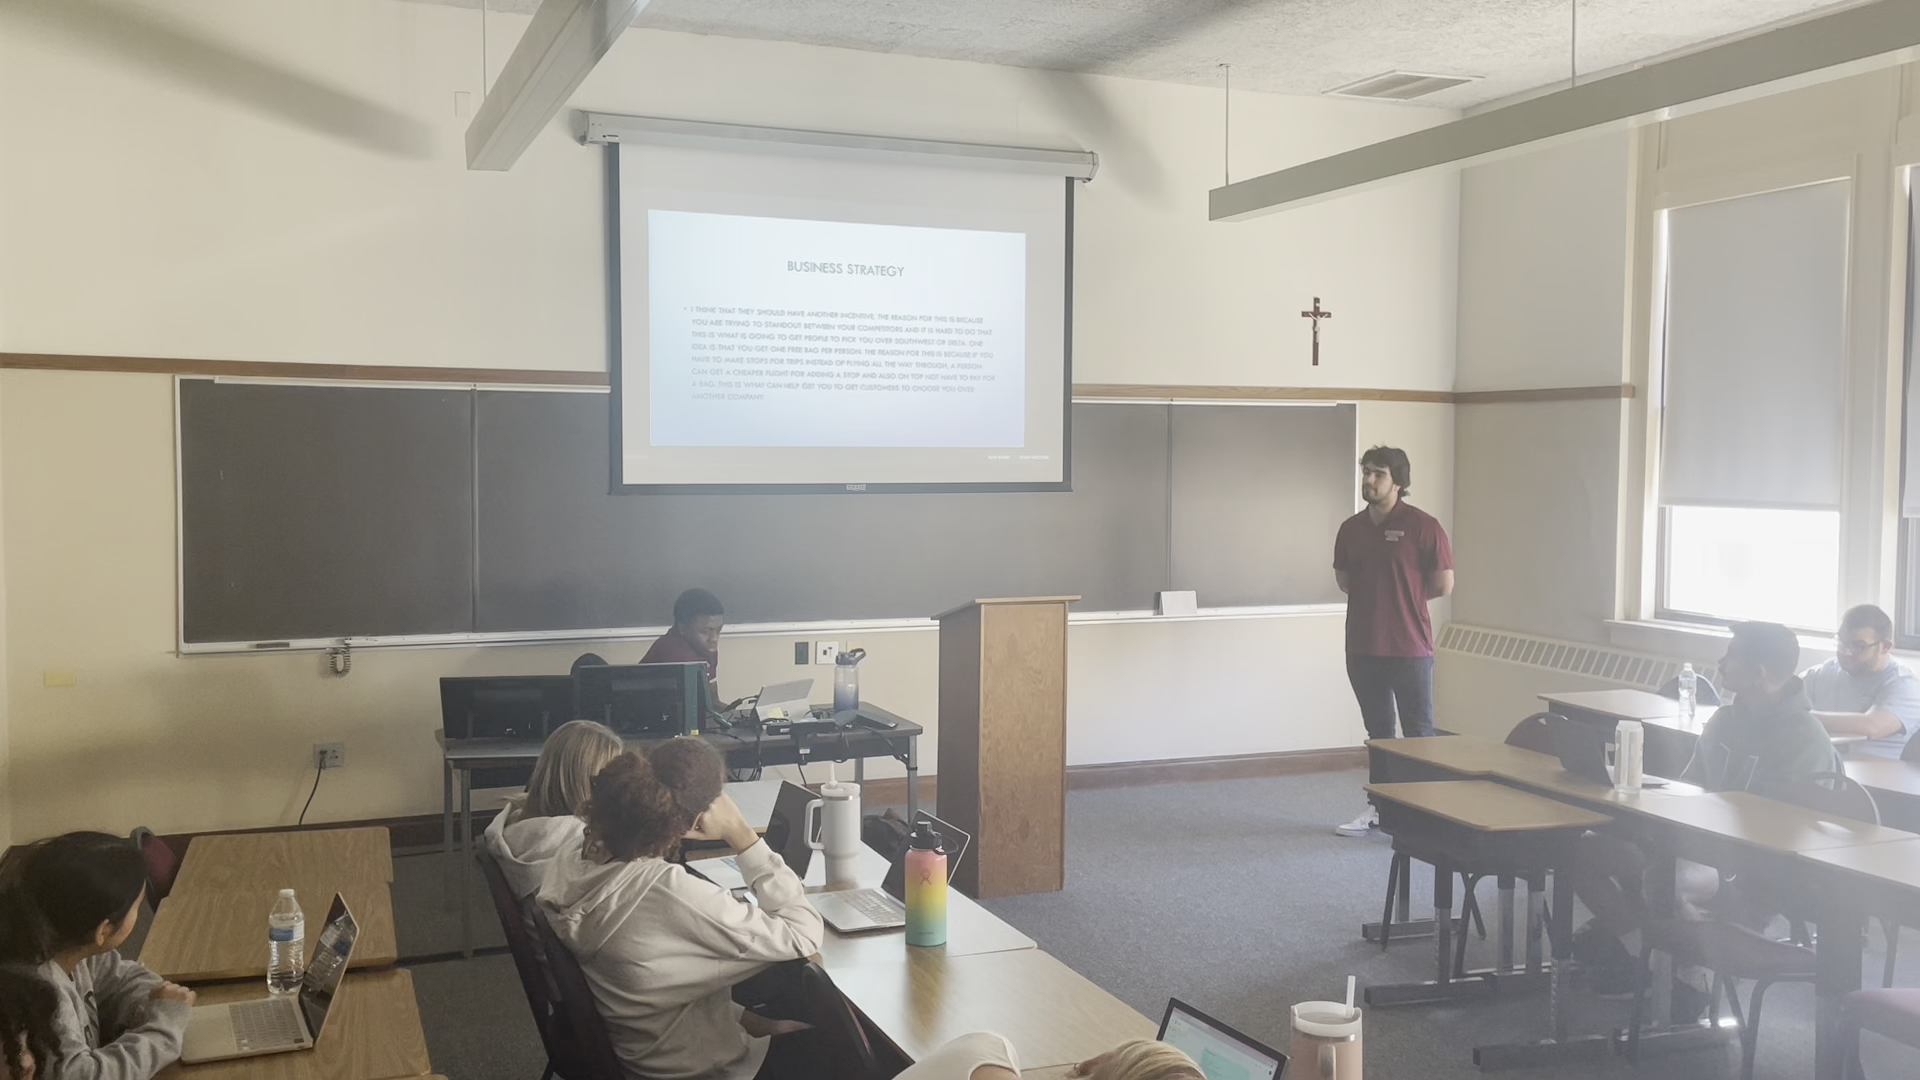 BUSINESS STRATEGY
• I THINK THAT THEY SHOULD HAVE ANOTHER INCENTIVE, THE REASON FOR THIS IS BECAUSE
YOU ARE TRYING TO STANDOUT BETWEEN YOUR COMPETITORS AND IT IS HARD TO DO THAT
THIS IS WHAT IS GOING TO GET PEOPLE TO PICK YOU OVER SOUTHWEST OR DELTA. ONE
IDEA IS THAT YOU GET ONE FREE BAG PER PERSON. THE REASON FOR THIS IS BECAUSE IF YOU
HAVE TO MAKE STOPS FOR TRIPS INSTEAD OF FLYING ALL THE WAY THROUGH, A PERSON
CAN GET A CHEAPER FLIGHT FOR ADDING A STOP AND ALSO ON TOP NOT HAVE TO PAY FOR
A BAG. THIS IS WHAT CAN HELP GET YOU TO GET CUSTOMERS TO CHOOSE YOU OVER
ANOTHER COMPANY